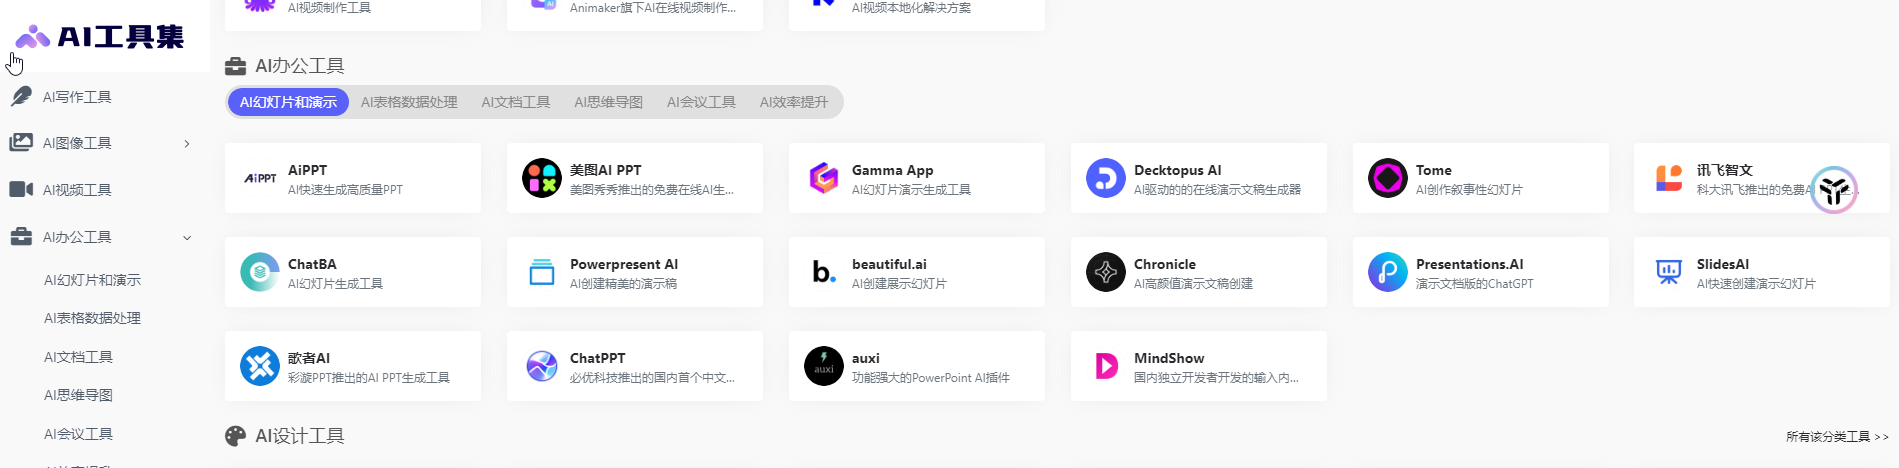 AI工具集
AI写作工具
AI图像工具
AI视频工具
AI办公工具
AI幻灯片和演示
AI表格数据处理
AI文档工具
AI思维导图
AI会议工具
AI视频制作工具
Animaker旗下AI在线视频制作...
AI视频本地化解决方案
AI办公工具
AI幻灯片和演示 AI表格数据处理 AI文档工具 AI思维导图 AI会议工具 AI效率提升
AiPPT
AiPPT
AI快速生成高质量PPT
美图AI PPT
美图秀秀推出的免费在线AI生...
Gamma App
AI幻灯片演示生成工具
Decktopus AI
AI驱动的的在线演示文稿生成器
Tome
AI创作叙事性幻灯片
讯飞智文
科大讯飞推出的免费AI
ChatBA
AI幻灯片生成工具
Powerpresent AI
AI创建精美的演示稿
b.
beautiful.ai
AI创建展示幻灯片
Chronicle
AI高颜值演示文稿创建
Presentations.AI
演示文档版的ChatGPT
SlidesAI
AI快速创建演示幻灯片
歌者AI
彩漩PPT推出的AI PPT生成工具
ChatPPT
必优科技推出的国内首个中文...
auxi
auxi
功能强大的PowerPoint AI插件
MindShow
国内独立开发者开发的输入内...
AI设计工具
所有该分类工具 >>